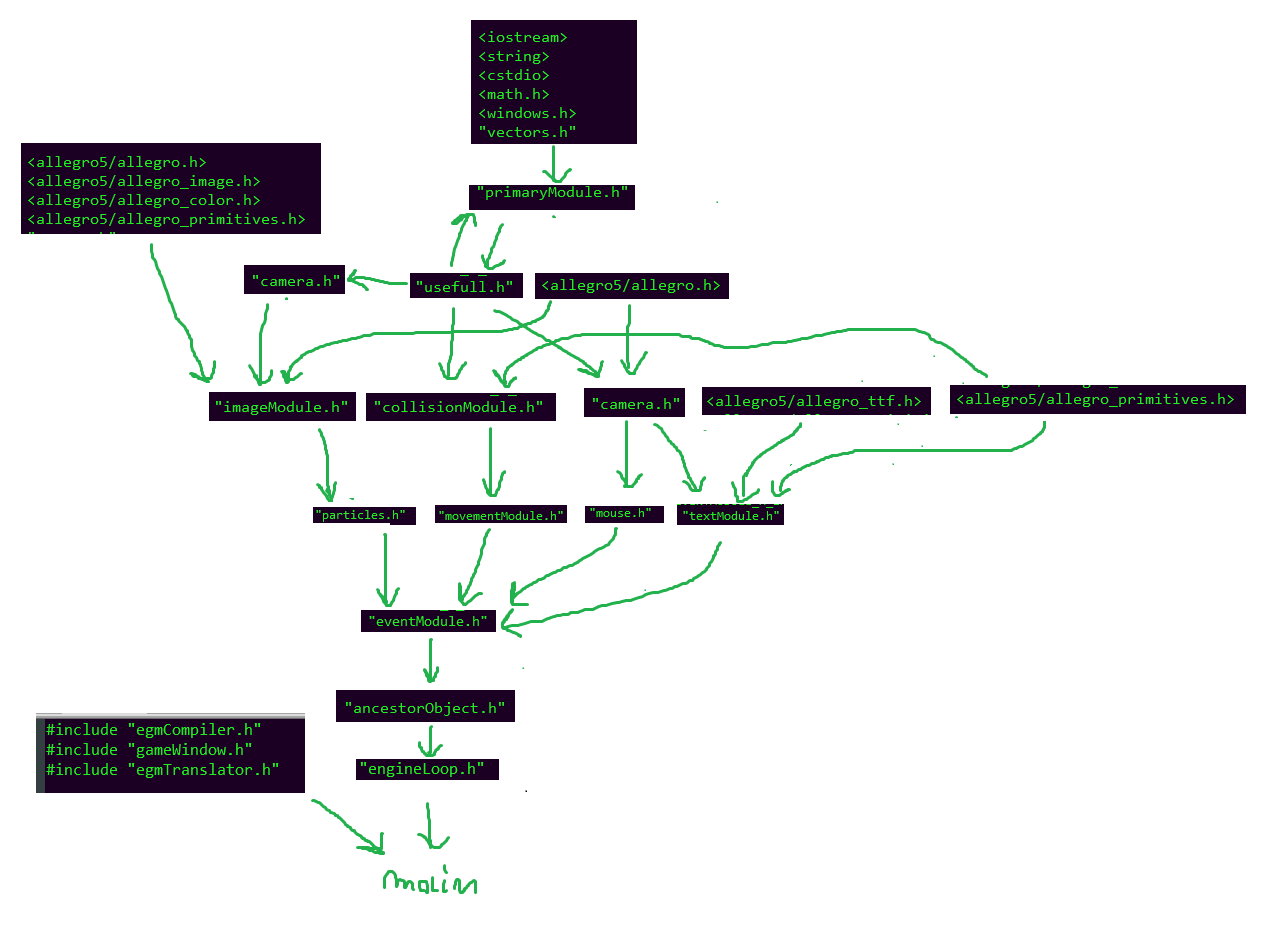 <iostream>
<string>
<cstdio>
<math.h>
<windows.h>
"vectors.h"
<allegro5/allegro.h>
<allegro5/allegro_image.h>
<allegro5/allegro_color.h>
<allegro5/allegro_primitives.h>
"primaryModule.h"
"camera.h"
"usefull.h"
<allegro5/allegro.h>
"imageModule.h"
"collisionModule.h"
"camera.h"
<allegro5/allegro_ttf.h>
<allegro5/allegro_primitives.h>
"particles.h"
"movementModule.h"
"mouse.h"
"textModule.h"
"eventModule.h"
"ancestorObject.h"
#include "egmCompiler.h"
#include "gameWindow.h"
#include "egmTranslator.h"
"engineLoop.h"
main